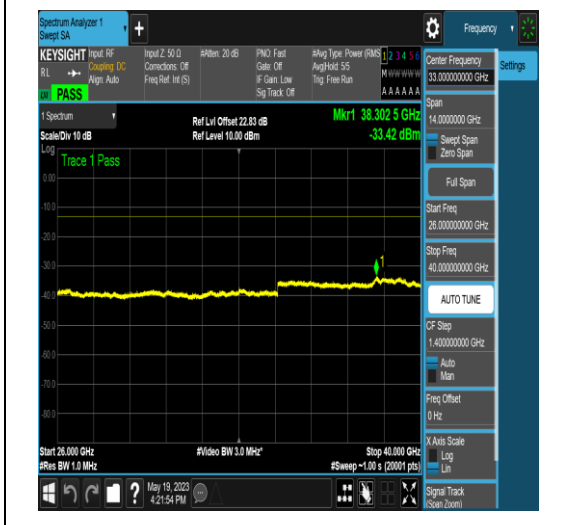 Spectrum Analyzer 1
Swept SA
+
Frequency
KEYSIGHT
RL
PASS
Input: RF
Coupling: DC
Align: Auto
Input Z: 50 Ω
Corrections: Off
Freq Ref: Int (S)
#Atten: 20 dB
PNO: Fast
Gate: Off
IF Gain: Low
Sig Track: Off
#Avg Type: Power (RMS
Avg|Hold: 5/5
Trig: Free Run
1 2 3 4 5 6
M W W W W W
A A A A A A
Center Frequency
33.000000000 GHz
Settings
1 Spectrum
Scale/Div 10 dB
Ref Lvl Offset 22.83 dB
Ref Level 10.00 dBm
Mkr1 38.302 5 GHz
-33.42 dBm
Span
14.0000000 GHz
Swept Span
Zero Span
Log
Trace 1 Pass
0.00
-10.0
-20.0
-30.0
-40.0
-50.0
-60.0
-70.0
-80.0
1
Full Span
Start Freq
26.000000000 GHz
Stop Freq
40.000000000 GHz
AUTO TUNE
CF Step
1.400000000 GHz
Auto
Man
Freq Offset
0 Hz
X Axis Scale
Log
Lin
Signal Track
(Span Zoom)
Start 26.000 GHz
#Res BW 1.0 MHz
#Video BW 3.0 MHz*
Stop 40.000 GHz
#Sweep ~1.00 s (20001 pts)
?
May 19, 2023
4:21:54 PM